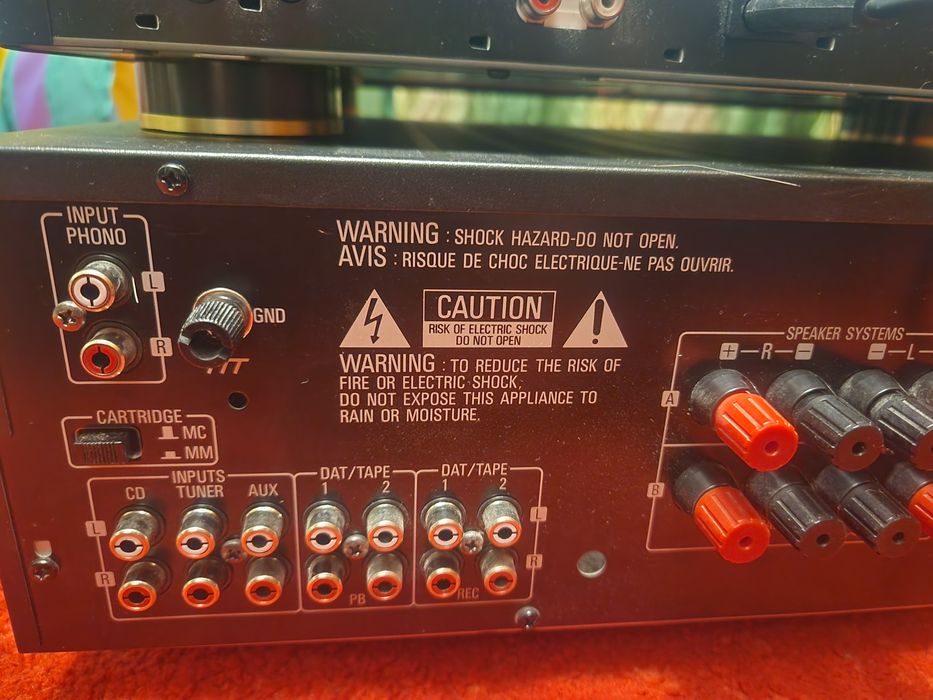 INPUT
PHONO
L
R
GND
WARNING : SHOCK HAZARD-DO NOT OPEN.
AVIS : RISQUE DE CHOC ELECTRIQUE-NE PAS OUVRIR.
CAUTION
RISK OF ELECTRIC SHOCK
DO NOT OPEN
WARNING : TO REDUCE THE RISK OF
FIRE OR ELECTRIC SHOCK,
DO NOT EXPOSE THIS APPLIANCE TO
RAIN OR MOISTURE.
SPEAKER SYSTEMS
+ R - - L
A
B
CARTRIDGE
MC
MM
INPUTS
CD TUNER AUX
DAT/TAPE
1 2
DAT/TAPE
1 2
L L
R R
PB REC